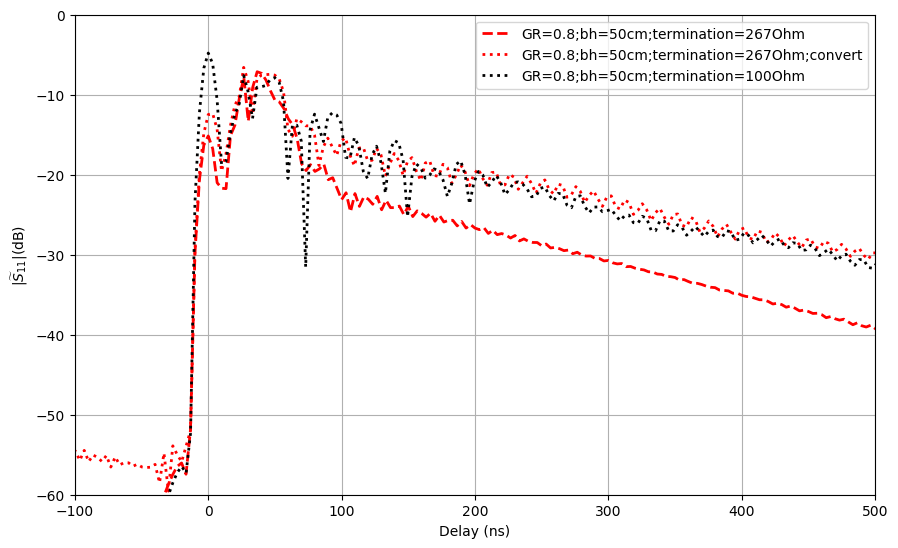 GR=0.8;bh=50cm;termination=267Ohm
GR=0.8;bh=50cm;termination=267Ohm;convert
GR=0.8;bh=50cm;termination=100Ohm
0
−10
−20
−30
−40
−50
−60
|S̃₁₁|(dB)
−100 0 100 200 300 400 500
Delay (ns)